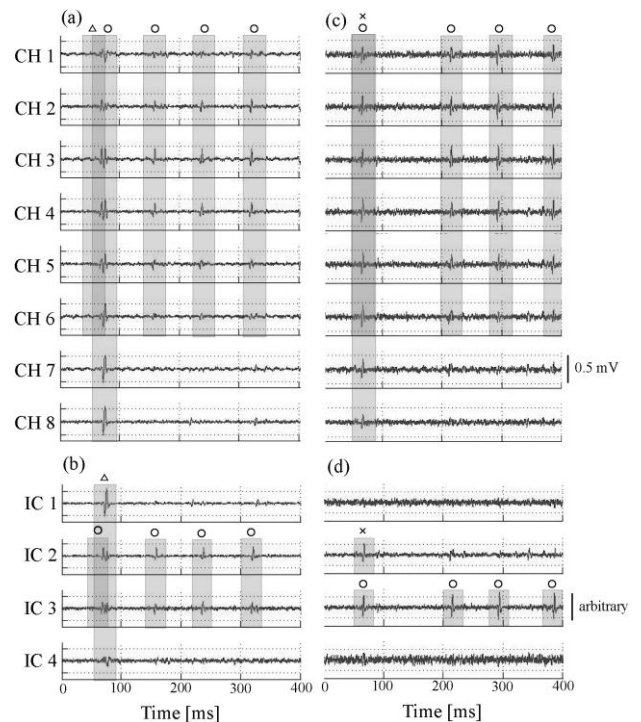 (a) (c)
CH 1
CH 2
CH 3
CH 4
CH 5
CH 6
CH 7
0.5 mV
CH 8
(b) (d)
IC 1
IC 2
IC 3
arbitrary
IC 4
0 100 200 300 400 0 100 200 300 400
Time [ms] Time [ms]